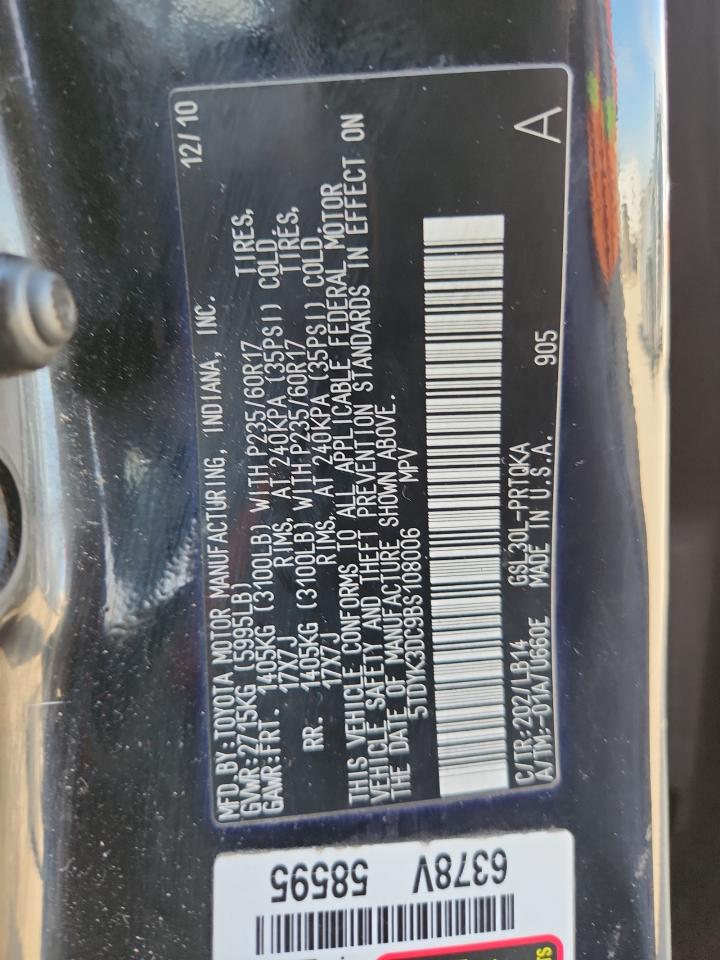 MFD BY:TOYOTA MOTOR MANUFACTURING, INDIANA, INC. 12/10
GVWR:2715KG (5995LB)
GAWR:FRT. 1405KG (3100LB) WITH P235/60R17 TIRES,
17X7J RIMS, AT 240KPA (35PSI) COLD
RR. 1405KG (3100LB) WITH P235/60R17 TIRES,
17X7J RIMS, AT 240KPA (35PSI) COLD
THIS VEHICLE CONFORMS TO ALL APPLICABLE FEDERAL MOTOR
VEHICLE SAFETY AND THEFT PREVENTION STANDARDS IN EFFECT ON
THE DATE OF MANUFACTURE SHOWN ABOVE.
5TDYK3DC9BS108006 MPV
C/TR:202/LB14 GSL30L-PRTQKA 905
A/TM:-01A/U660E MADE IN U.S.A. A
6378V
58595